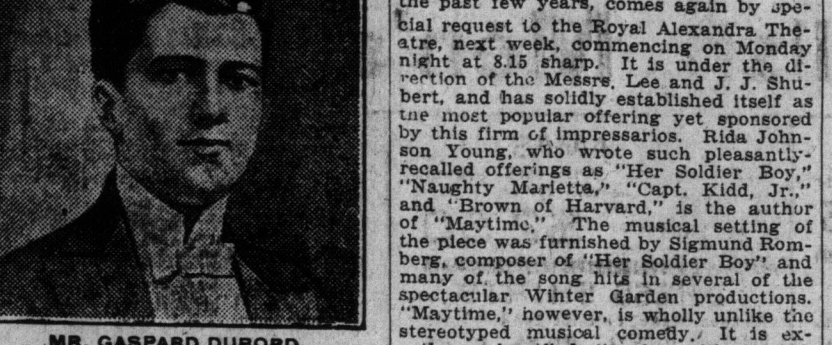 MR. GASPARD DUBORD
the past few years, comes again by spe-
cial request to the Royal Alexandra The-
atre, next week, commencing on Monday
night at 8.15 sharp. It is under the di-
rection of the Messrs. Lee and J. J. Shu-
bert, and has solidly established itself as
the most popular offering yet sponsored
by this firm of impressarios. Rida John-
son Young, who wrote such pleasantly-
recalled offerings as "Her Soldier Boy,"
"Naughty Marietta," "Capt. Kidd, Jr.,"
and "Brown of Harvard," is the author
of "Maytime." The musical setting of
the piece was furnished by Sigmund Rom-
berg, composer of "Her Soldier Boy" and
many of the song hits in several of the
spectacular Winter Garden productions.
"Maytime," however, is wholly unlike the
stereotyped musical comedy. It is ex-